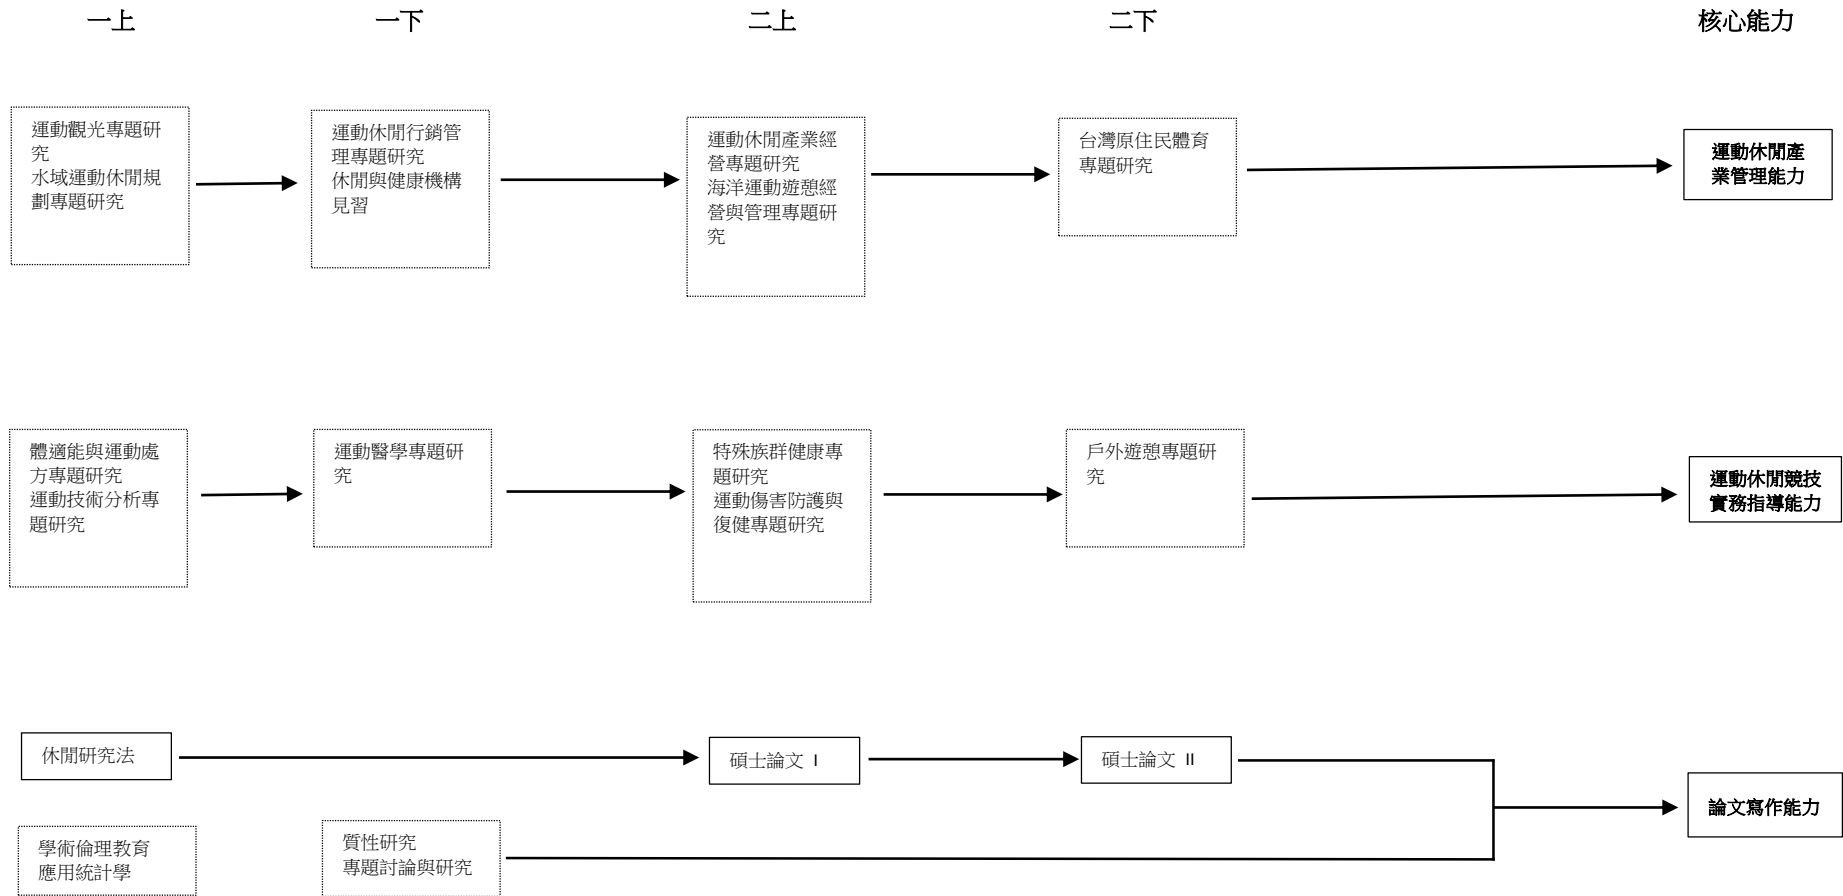 一上
一下
二上
二下
核心能力
運動觀光專題研
究
水域運動休閒規
劃專題研究
運動休閒行銷管
理專題研究
休閒與健康機構
見習
運動休閒產業經
營專題研究
海洋運動遊憩經
營與管理專題研
究
台灣原住民體育
專題研究
運動休閒產
業管理能力
體適能與運動處
方專題研究
運動技術分析專
題研究
運動醫學專題研
究
特殊族群健康專
題研究
運動傷害防護與
復健專題研究
戶外遊憩專題研
究
運動休閒競技
實務指導能力
休閒研究法
碩士論文 I
碩士論文 II
論文寫作能力
學術倫理教育
應用統計學
質性研究
專題討論與研究